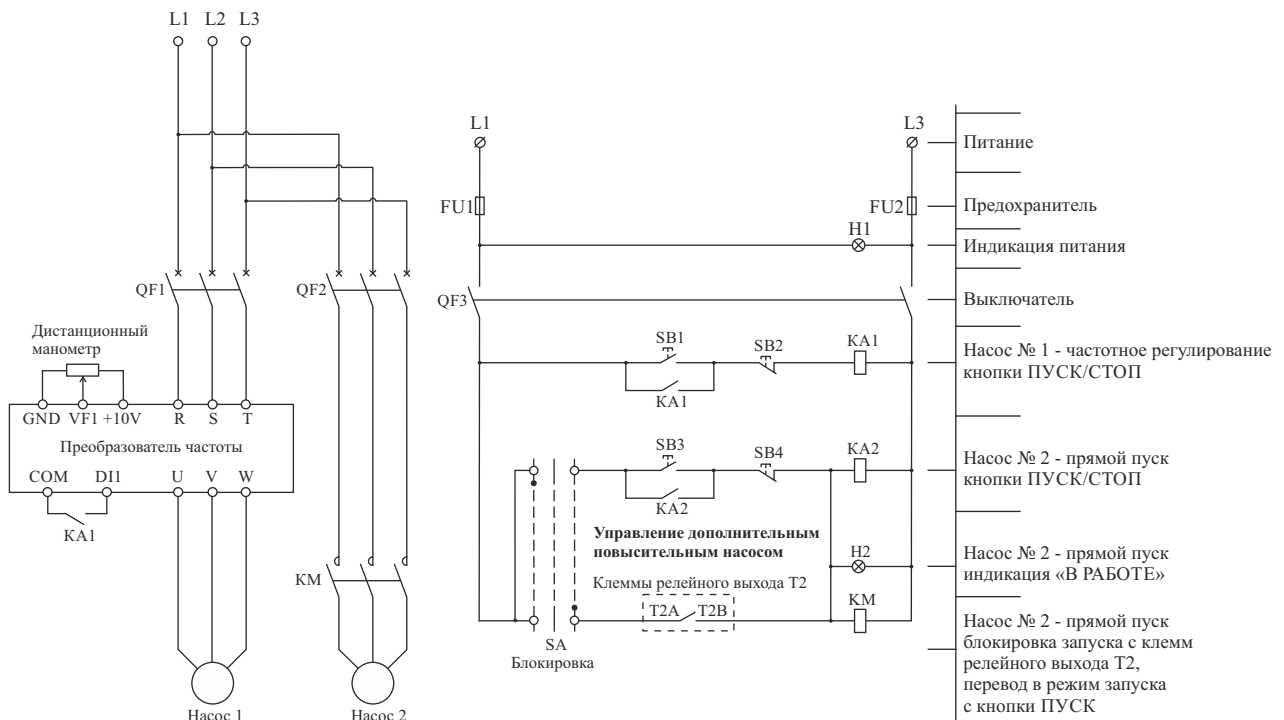 L1 L2 L3
QF1
QF2
Дистанционный
манометр
GND VF1 +10V R S T
Преобразователь частоты
COM DI1 U V W
KA1
KM
Насос 1
Насос 2
L1
L3
FU1
FU2
H1
QF3
SB1
SB2
KA1
KA1
SB3
SB4
KA2
KA2
Управление дополнительным
повысительным насосом
H2
Клеммы релейного выхода T2
T2A T2B
KM
SA
Блокировка
Питание
Предохранитель
Индикация питания
Выключатель
Насос № 1 - частотное регулирование
кнопки ПУСК/СТОП
Насос № 2 - прямой пуск
кнопки ПУСК/СТОП
Насос № 2 - прямой пуск
индикация «В РАБОТЕ»
Насос № 2 - прямой пуск
блокировка запуска с клемм
релейного выхода T2,
перевод в режим запуска
с кнопки ПУСК